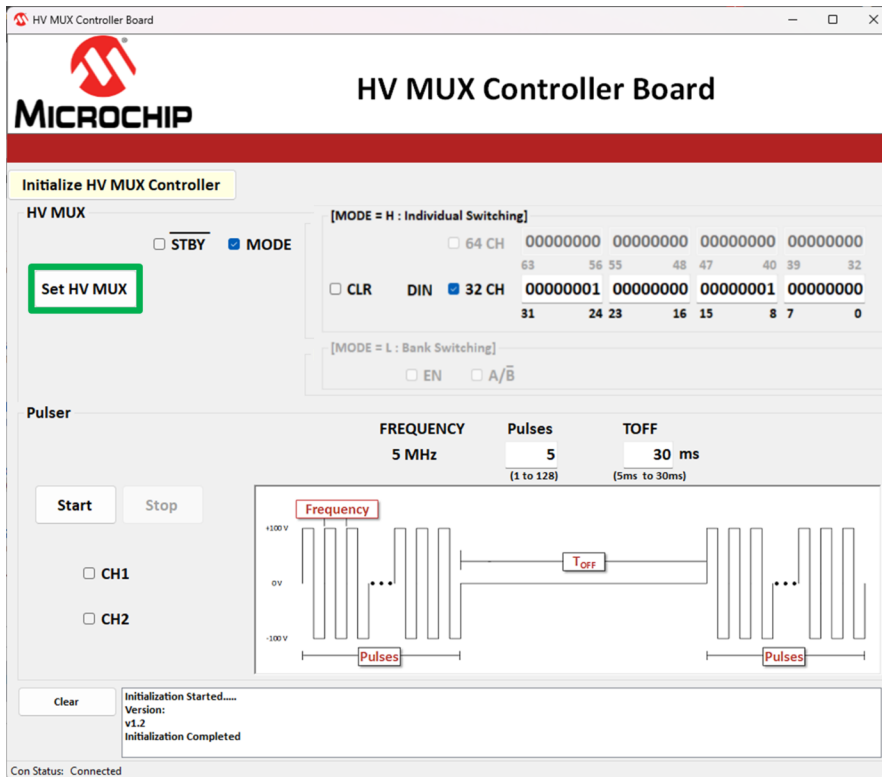 HV MUX Controller Board
MICROCHIP
HV MUX Controller Board
Initialize HV MUX Controller
HV MUX
STBY MODE
Set HV MUX
[MODE = H : Individual Switching]
64 CH 00000000 00000000 00000000 00000000
63 56 55 48 47 40 39 32
CLR DIN 32 CH 00000001 00000000 00000001 00000000
31 24 23 16 15 8 7 0
[MODE = L : Bank Switching]
EN A/B̅
Pulser
FREQUENCY Pulses TOFF
5 MHz 5 30 ms
(1 to 128) (5ms to 30ms)
Start Stop
CH1
CH2
Frequency
+100 V
TOFF
0 V
-100 V
Pulses Pulses
Clear
Initialization Started.....
Version:
v1.2
Initialization Completed
Con Status: Connected